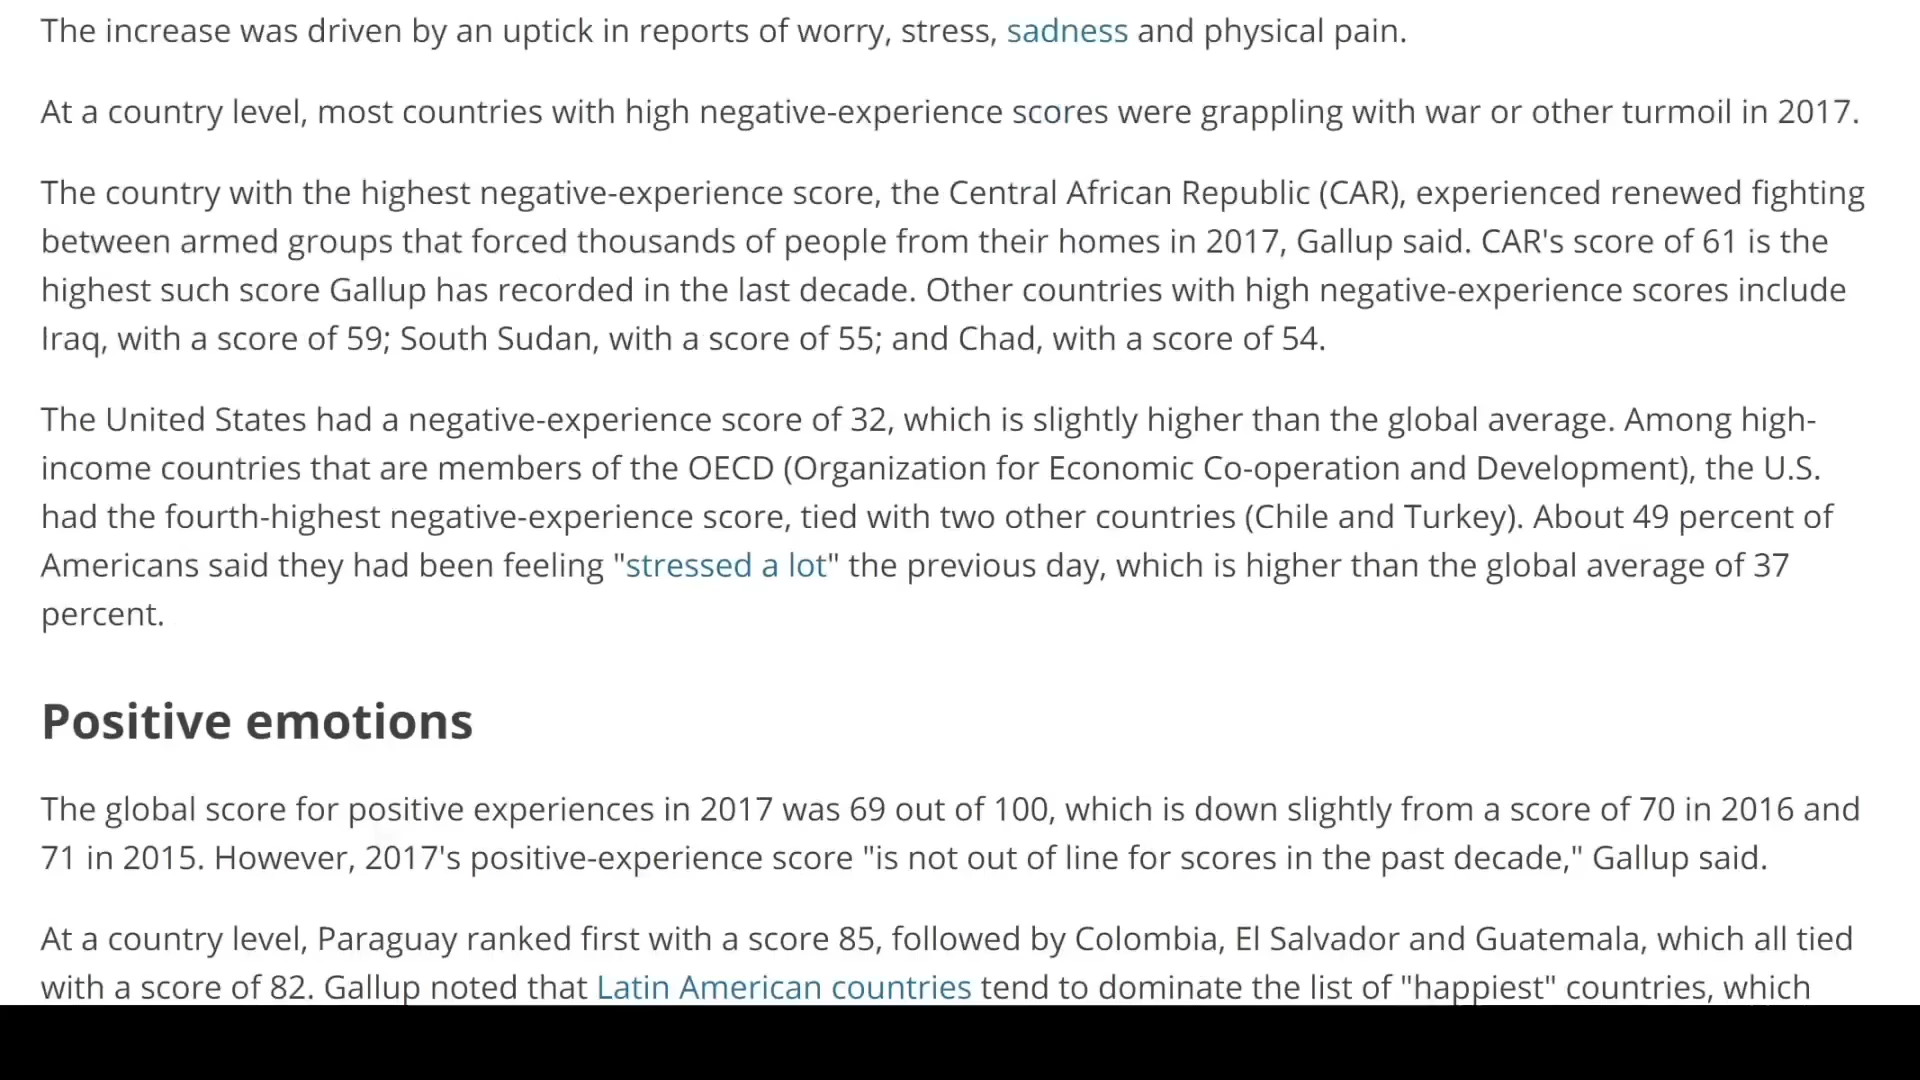 The increase was driven by an uptick in reports of worry, stress, sadness and physical pain.
At a country level, most countries with high negative-experience scores were grappling with war or other turmoil in 2017.
The country with the highest negative-experience score, the Central African Republic (CAR), experienced renewed fighting
between armed groups that forced thousands of people from their homes in 2017, Gallup said. CAR's score of 61 is the
highest such score Gallup has recorded in the last decade. Other countries with high negative-experience scores include
Iraq, with a score of 59; South Sudan, with a score of 55; and Chad, with a score of 54.
The United States had a negative-experience score of 32, which is slightly higher than the global average. Among high-
income countries that are members of the OECD (Organization for Economic Co-operation and Development), the U.S.
had the fourth-highest negative-experience score, tied with two other countries (Chile and Turkey). About 49 percent of
Americans said they had been feeling "stressed a lot" the previous day, which is higher than the global average of 37
percent.
Positive emotions
The global score for positive experiences in 2017 was 69 out of 100, which is down slightly from a score of 70 in 2016 and
71 in 2015. However, 2017's positive-experience score "is not out of line for scores in the past decade," Gallup said.
At a country level, Paraguay ranked first with a score 85, followed by Colombia, El Salvador and Guatemala, which all tied
with a score of 82. Gallup noted that Latin American countries tend to dominate the list of "happiest" countries, which